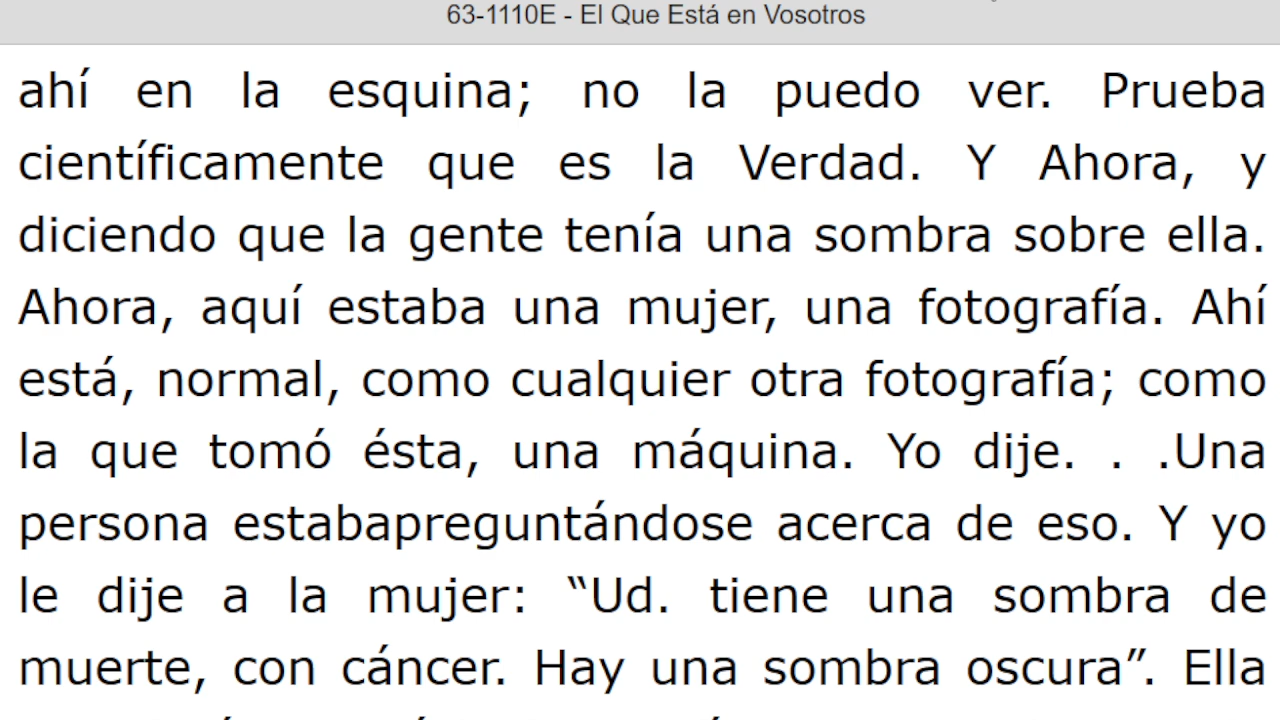 63-1110E - El Que Está en Vosotros
ahí en la esquina; no la puedo ver. Prueba
científicamente que es la Verdad. Y Ahora, y
diciendo que la gente tenía una sombra sobre ella.
Ahora, aquí estaba una mujer, una fotografía. Ahí
está, normal, como cualquier otra fotografía; como
la que tomó ésta, una máquina. Yo dije. . .Una
persona estabapreguntándose acerca de eso. Y yo
le dije a la mujer: “Ud. tiene una sombra de
muerte, con cáncer. Hay una sombra oscura”. Ella